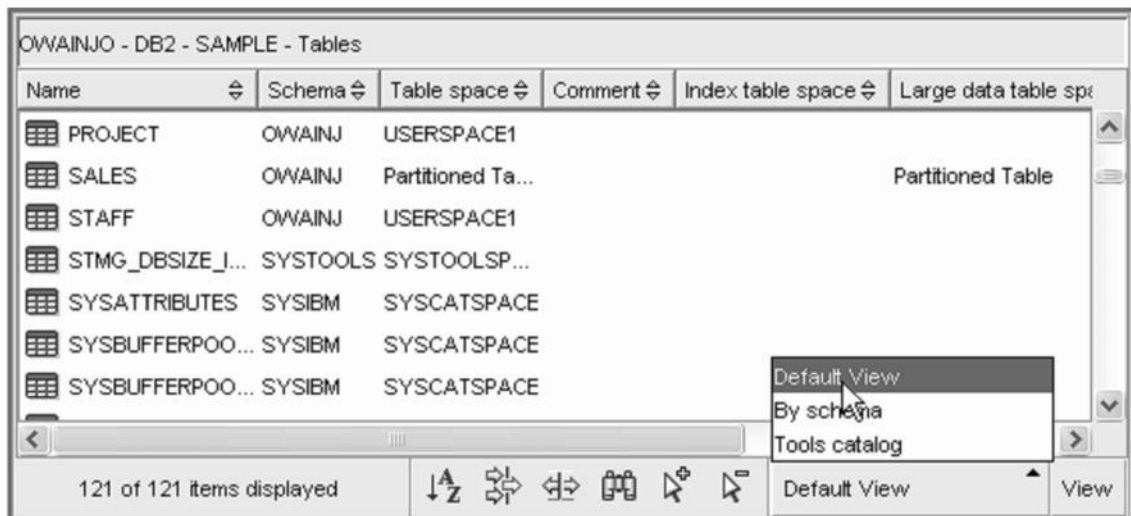 OWAINJO - DB2 - SAMPLE - Tables
Name Schema Table space Comment Index table space Large data table spa
PROJECT OWAINJ USERSPACE1
SALES OWAINJ Partitioned Ta... Partitioned Table
STAFF OWAINJ USERSPACE1
STMG_DBSIZE_I... SYSTOOLS SYSTOOLSP...
SYSATTRIBUTES SYSIBM SYSCATSPACE
SYSBUFFERPOO... SYSIBM SYSCATSPACE
SYSBUFFERPOO... SYSIBM SYSCATSPACE
Default View
By schema
Tools catalog
121 of 121 items displayed AZ Default View View